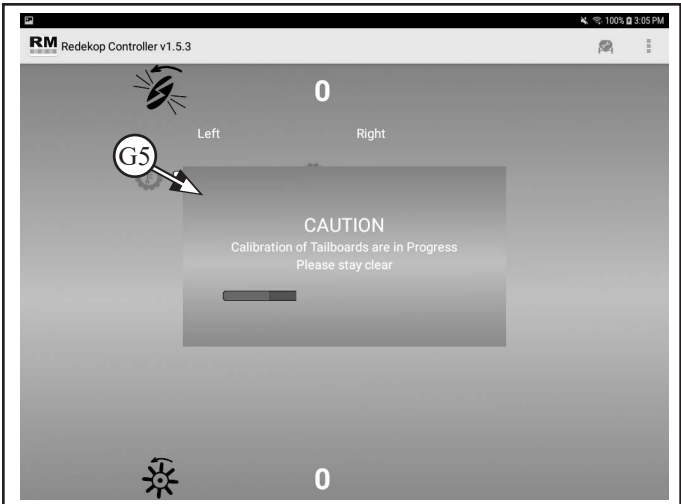 100% 3:05 PM
RM Redekop Controller v1.5.3
0
Left Right
G5
CAUTION
Calibration of Tailboards are in Progress
Please stay clear
0